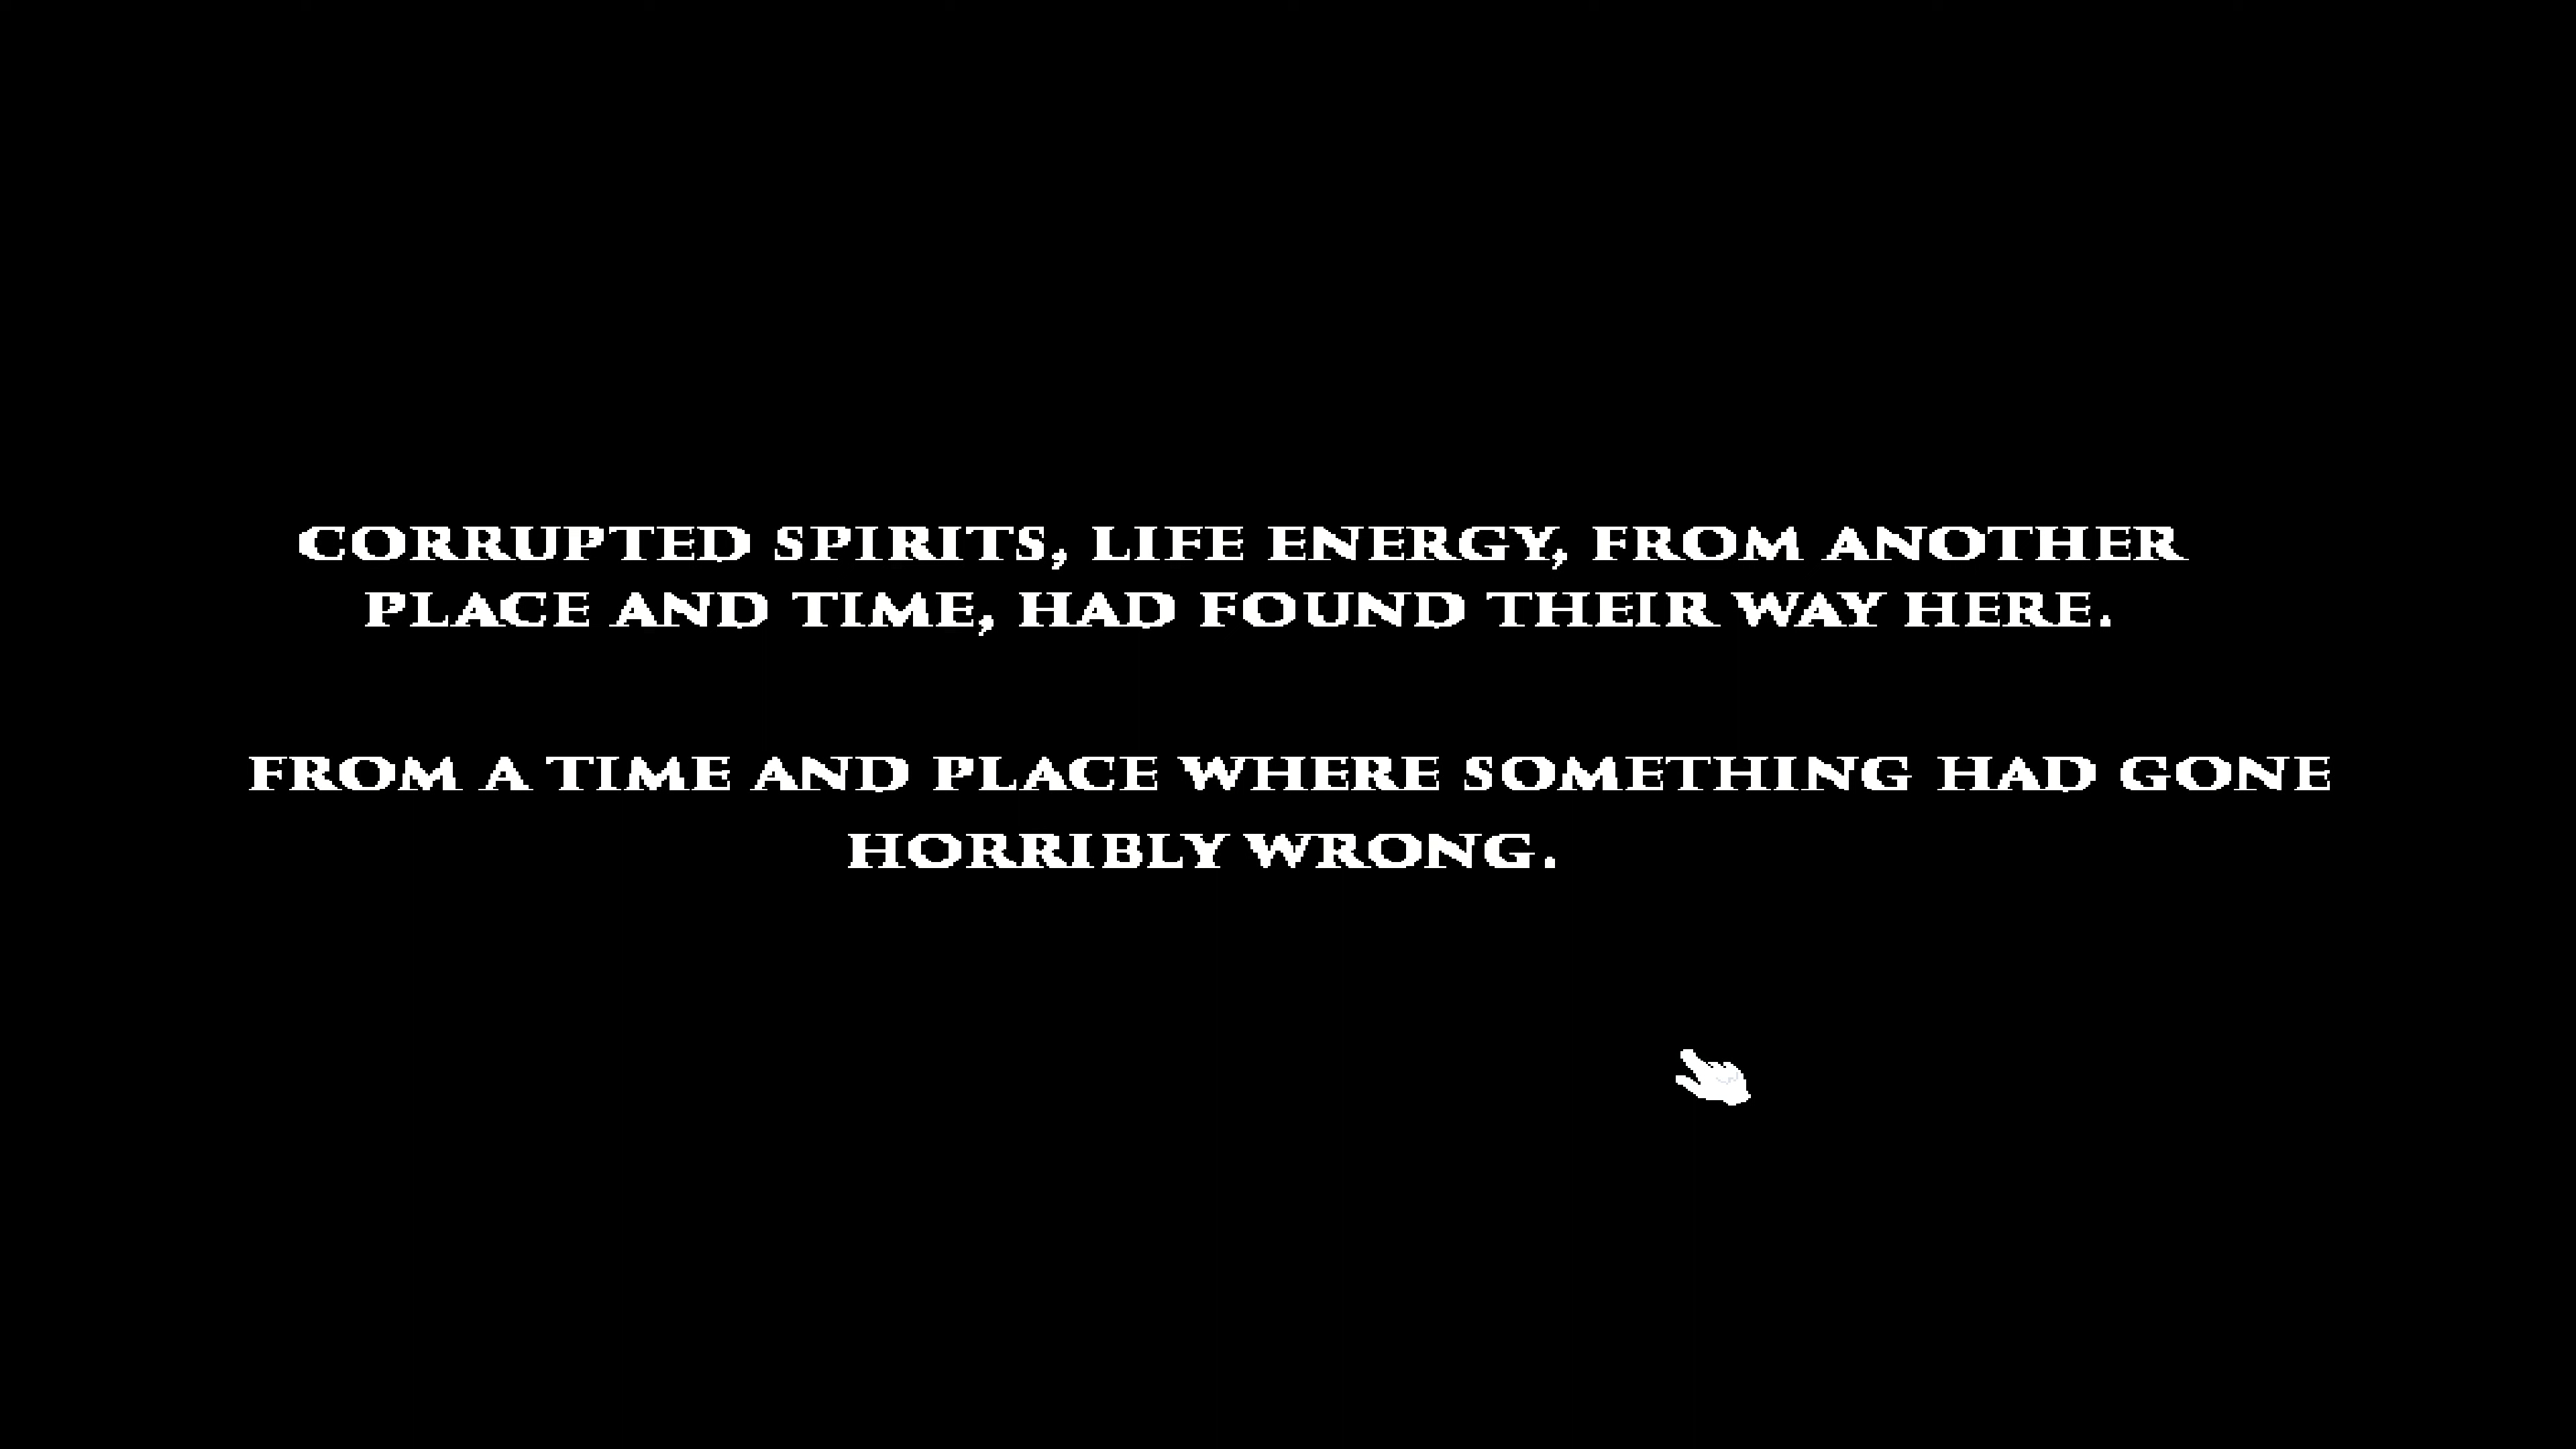 CORRUPTED SPIRITS, LIFE ENERGY, FROM ANOTHER
PLACE AND TIME, HAD FOUND THEIR WAY HERE.
FROM A TIME AND PLACE WHERE SOMETHING HAD GONE
HORRIBLY WRONG.